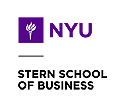 NYU
STERN SCHOOL
OF BUSINESS